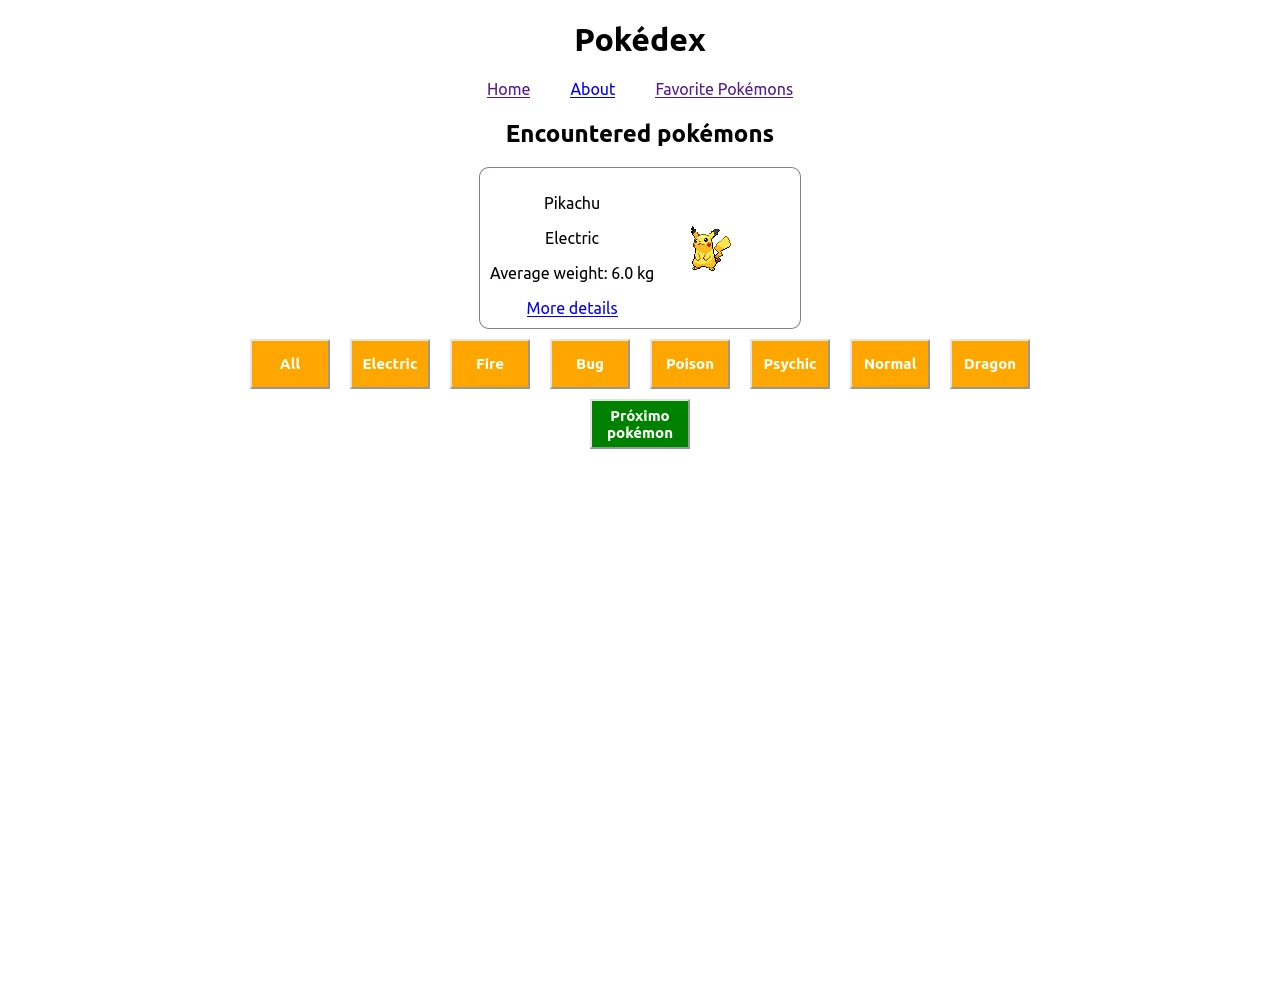 Pokédex
Home About Favorite Pokémons
Encountered pokémons
Pikachu
Electric
Average weight: 6.0 kg
More details
All Electric Fire Bug Poison Psychic Normal Dragon
Próximo
pokémon